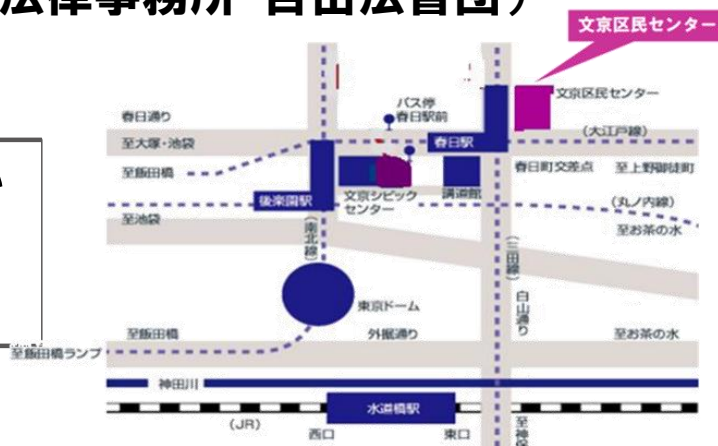 法律事務所 自由法曹団）
文京区民センター
文京区民センター
バス停
春日駅前
春日通り
（大江戸線）
至大塚・池袋
春日駅
至飯田橋
春日町交差点
至上野御徒町
後楽園駅
文京シビック
センター
講道館
（丸ノ内線）
至池袋
（南北線）
至お茶の水
（三田線）
白山通り
東京ドーム
至飯田橋
外堀通り
至お茶の水
至飯田橋ランプ
神田川
水道橋駅
（JR）
西口
東口